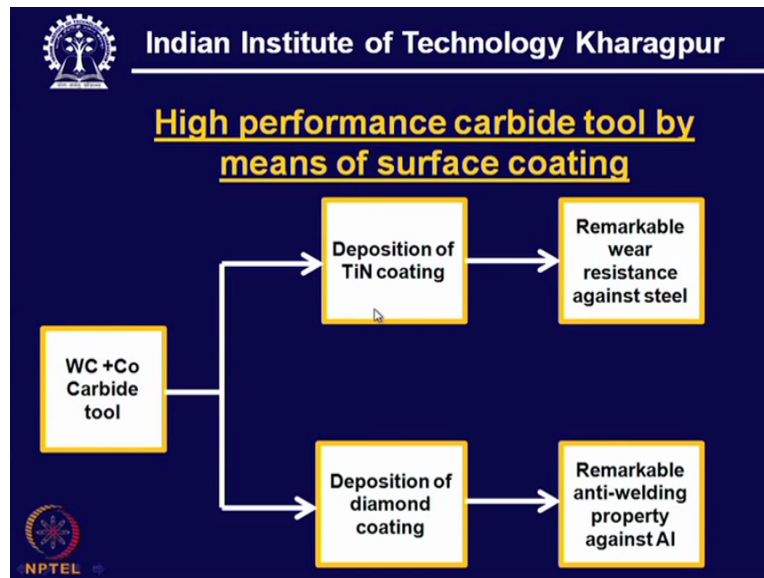 Indian Institute of Technology Kharagpur
High performance carbide tool by
means of surface coating
Deposition of
TiN coating
Remarkable
wear
resistance
against steel
WC +Co
Carbide
tool
Deposition of
diamond
coating
Remarkable
anti-welding
property
against Al
NPTEL